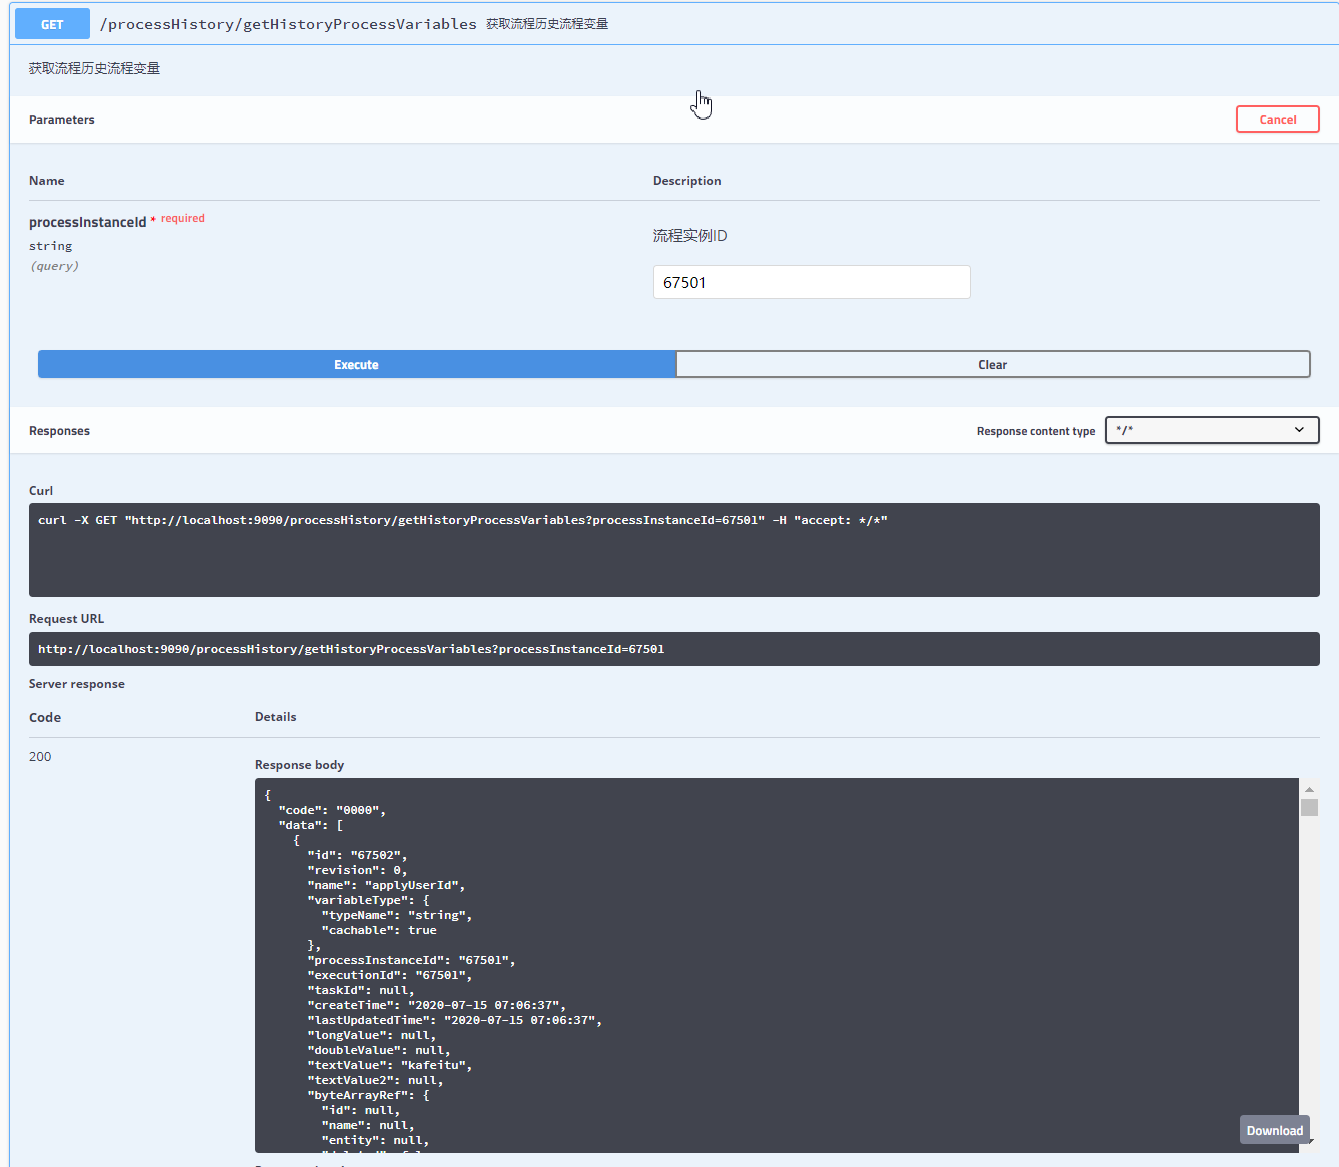 GET /processHistory/getHistoryProcessVariables 获取流程历史流程变量
获取流程历史流程变量
Parameters
Cancel
Name Description
processInstanceId * required
string
(query)
流程实例ID
67501
Execute Clear
Responses Response content type */*
Curl
curl -X GET "http://localhost:9090/processHistory/getHistoryProcessVariables?processInstanceId=67501" -H "accept: */*"
Request URL
http://localhost:9090/processHistory/getHistoryProcessVariables?processInstanceId=67501
Server response
Code Details
200
Response body
{
"code": "0000",
"data": [
{
"id": "67502",
"revision": 0,
"name": "applyUserId",
"variableType": {
"typeName": "string",
"cachable": true
},
"processInstanceId": "67501",
"executionId": "67501",
"taskId": null,
"createTime": "2020-07-15 07:06:37",
"lastUpdatedTime": "2020-07-15 07:06:37",
"longValue": null,
"doubleValue": null,
"textValue": "kafeitu",
"textValue2": null,
"byteArrayRef": {
"id": null,
"name": null,
"entity": null,
Download